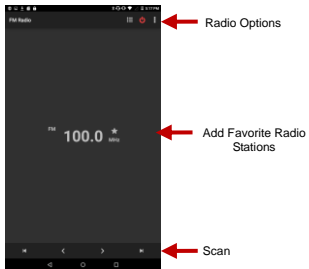 FM Radio
Radio Options
FM 100.0 MHz
Add Favorite Radio
Stations
Scan